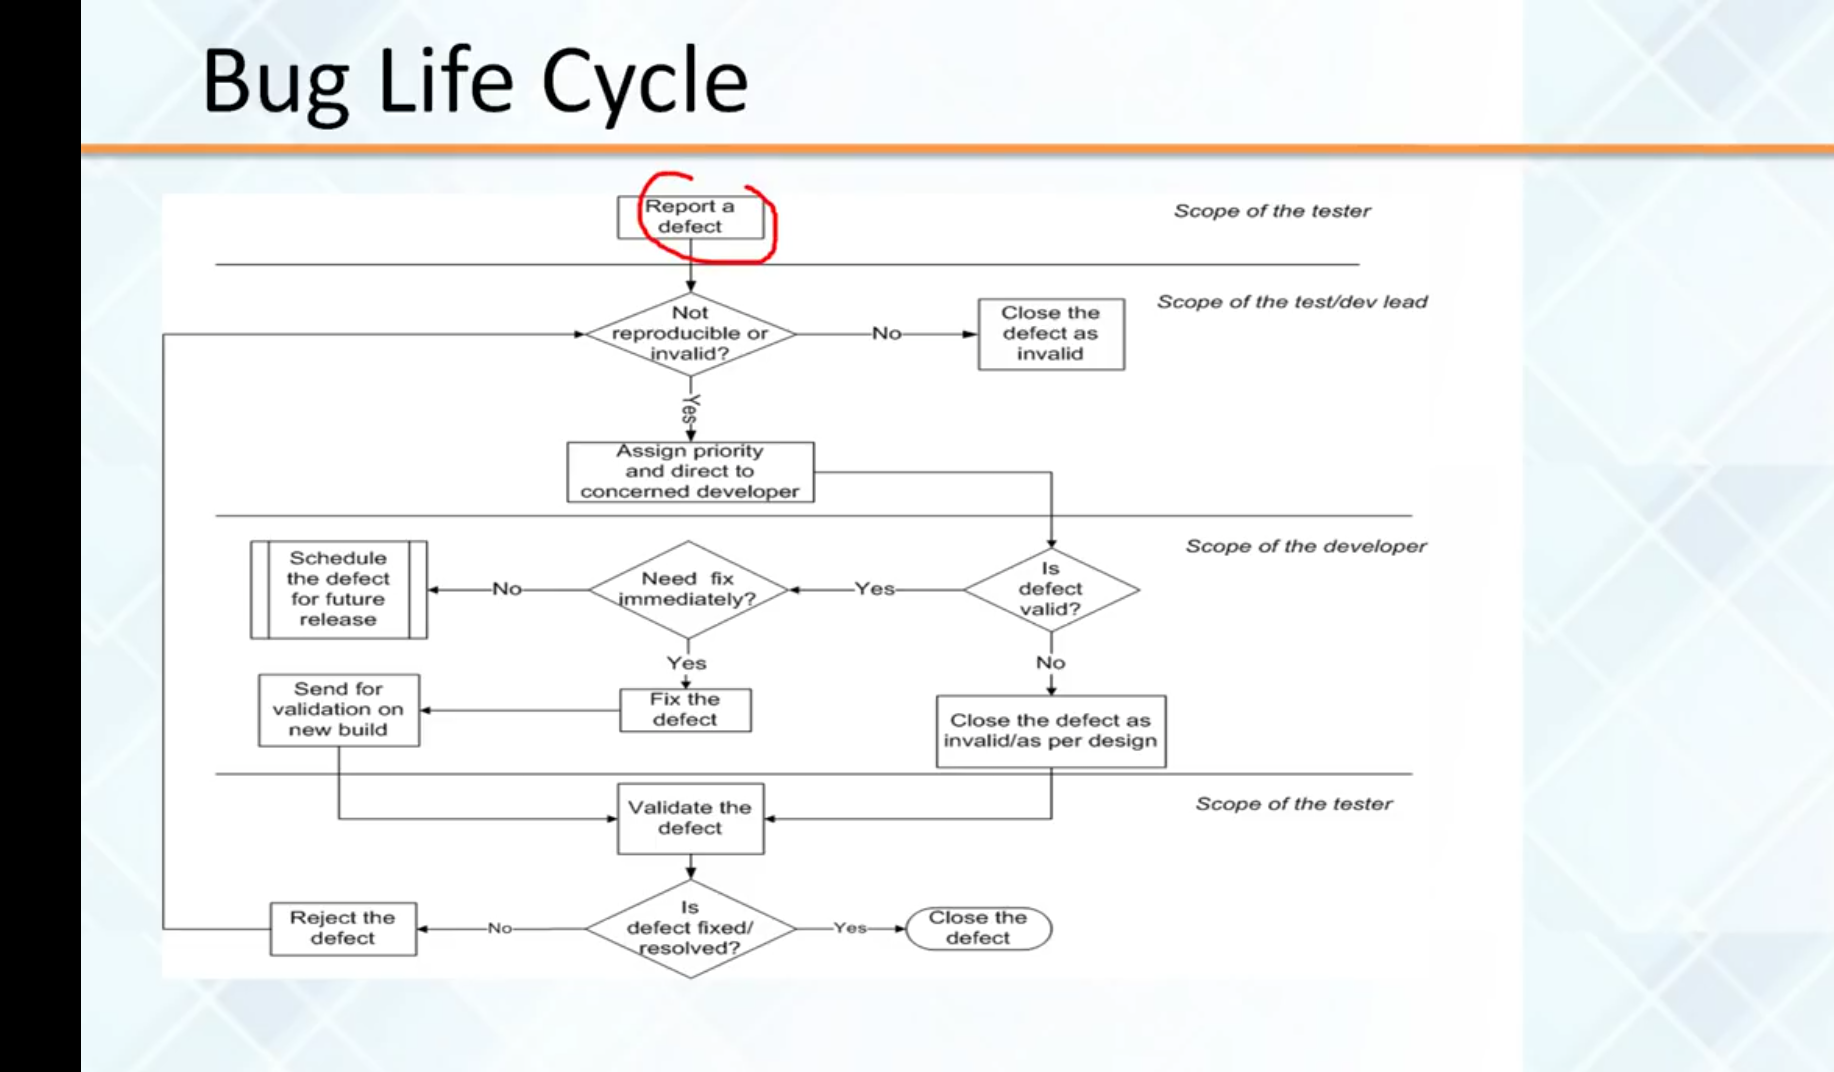 Bug Life Cycle
Report a
defect
Scope of the tester
Scope of the test/dev lead
Not
reproducible or
invalid?
No
Close the
defect as
invalid
Yes
Assign priority
and direct to
concerned developer
Scope of the developer
Schedule
the defect
for future
release
No
Need fix
immediately?
Yes
Is
defect
valid?
Yes
No
Send for
validation on
new build
Fix the
defect
Close the defect as
invalid/as per design
Scope of the tester
Validate the
defect
Reject the
defect
No
Is
defect fixed/
resolved?
Yes
Close the
defect